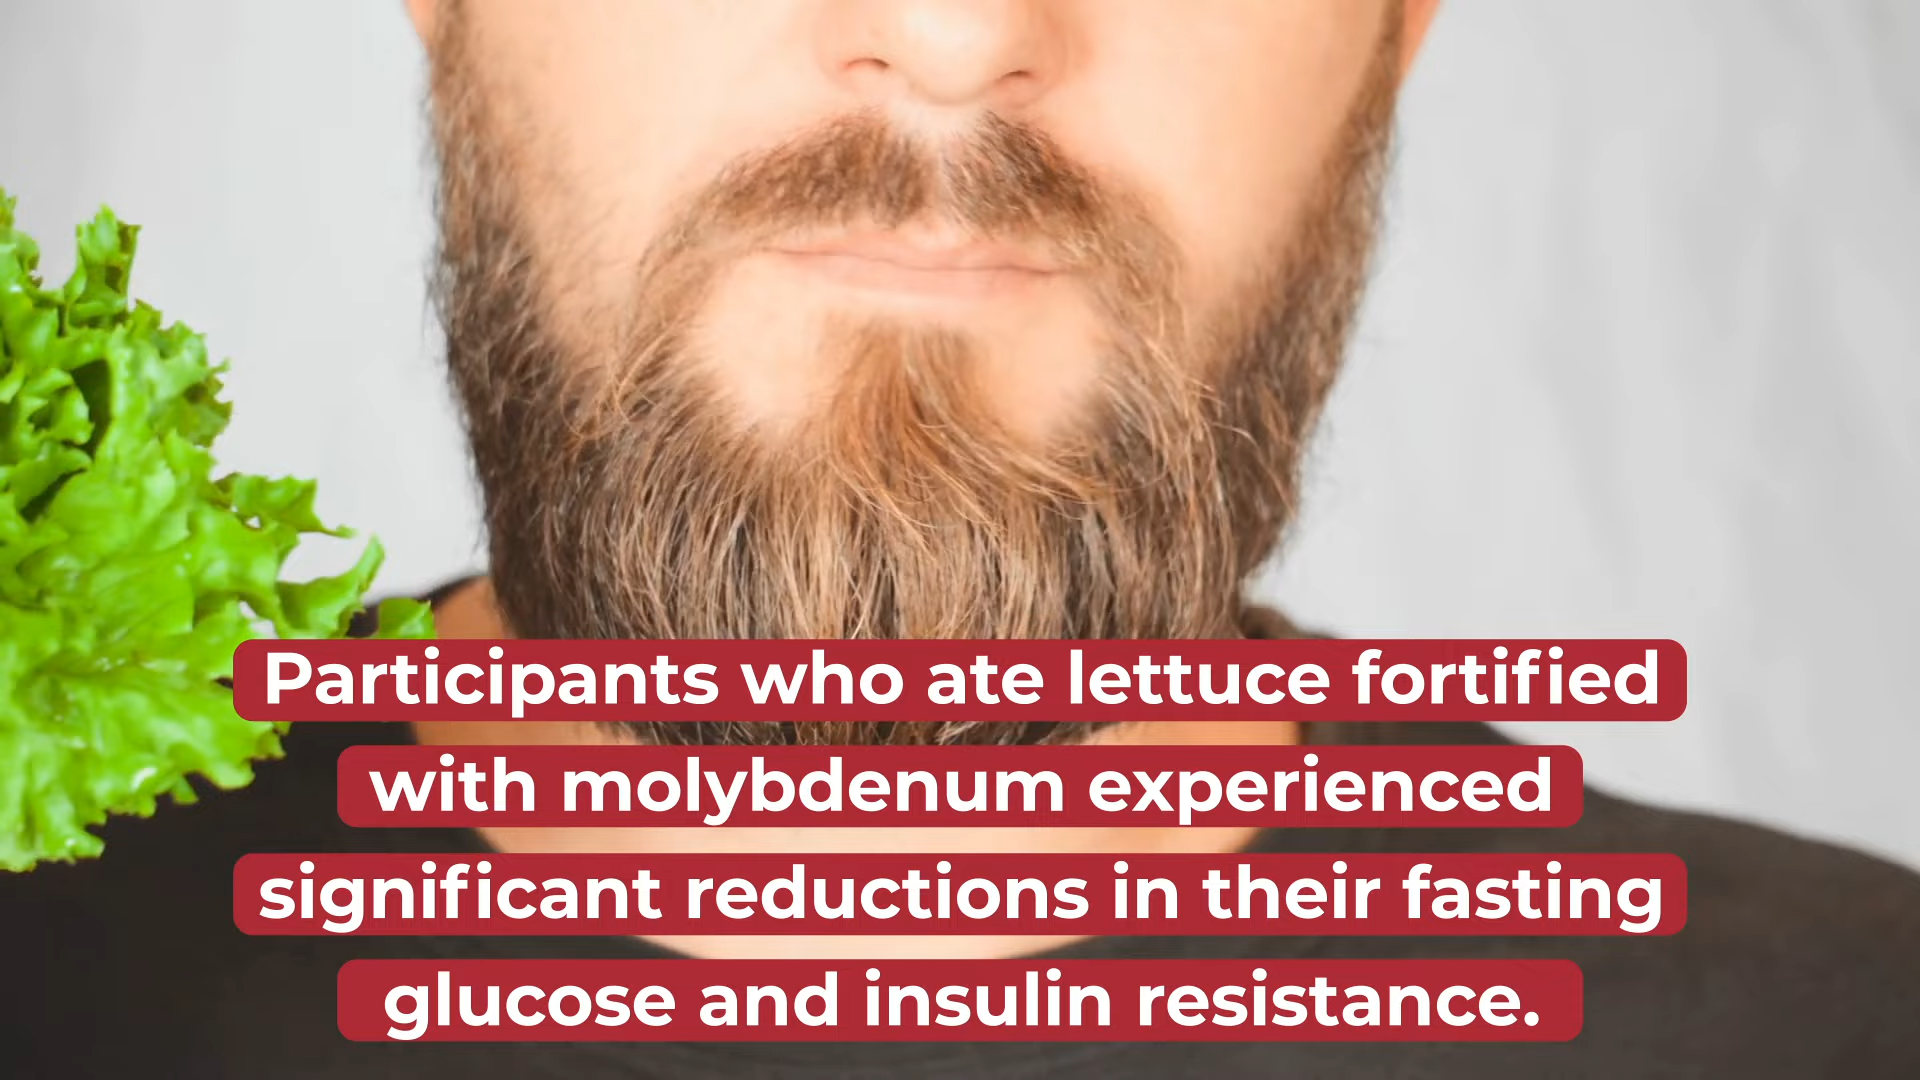 Participants who ate lettuce fortified
with molybdenum experienced
significant reductions in their fasting
glucose and insulin resistance.